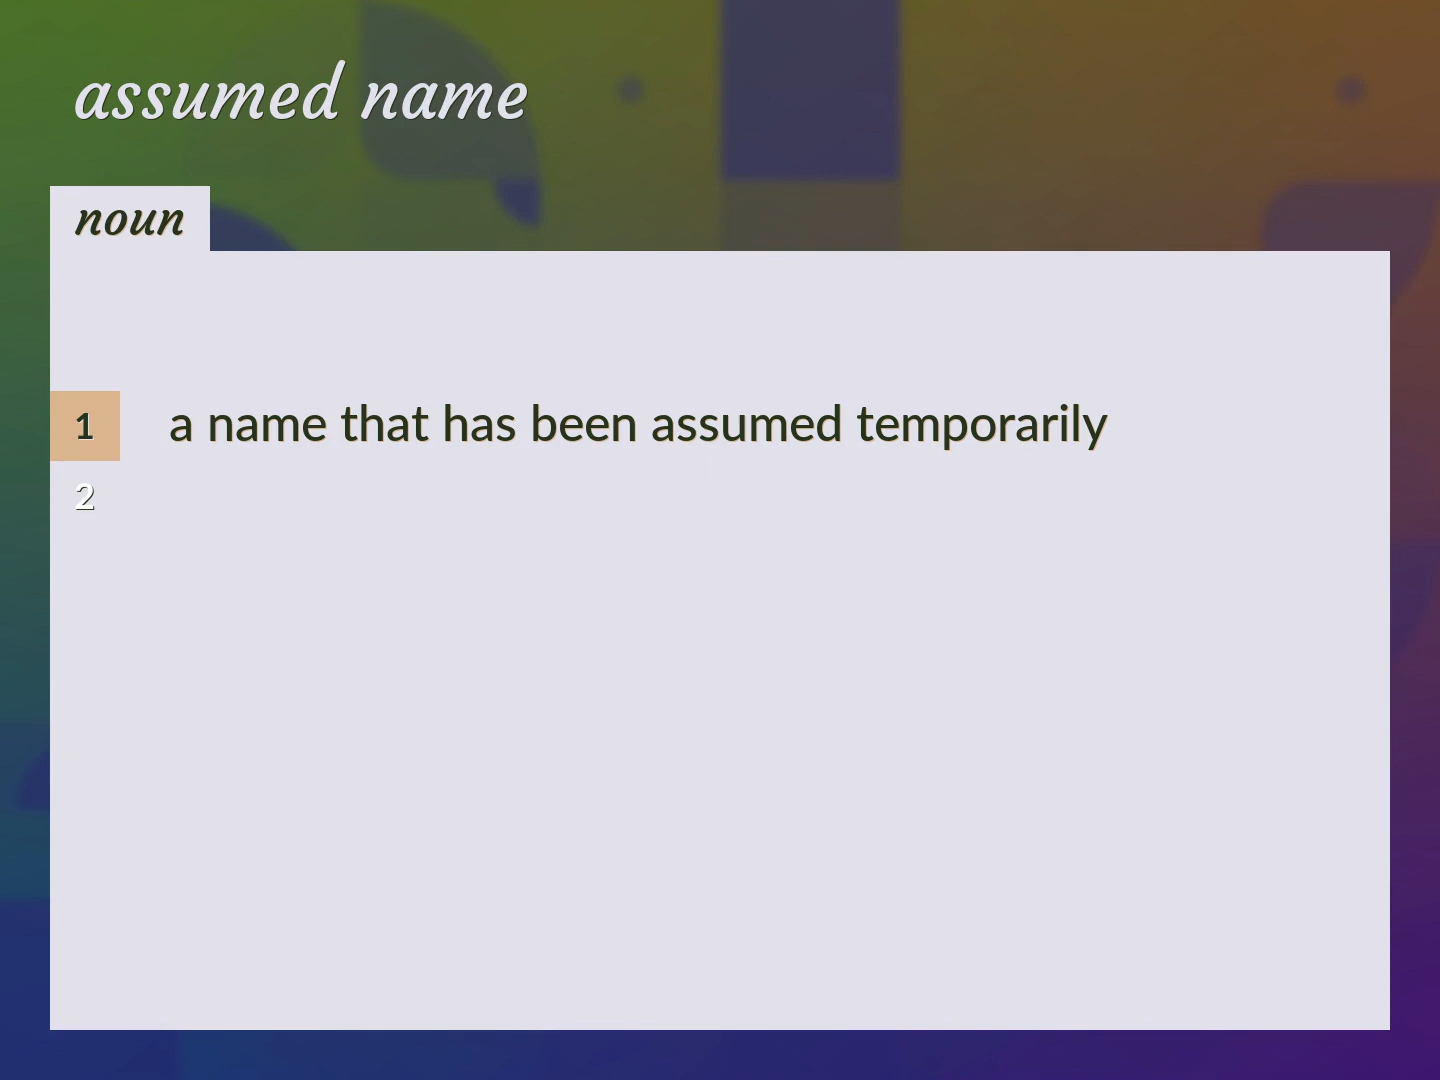 assumed name
noun
1 a name that has been assumed temporarily
2